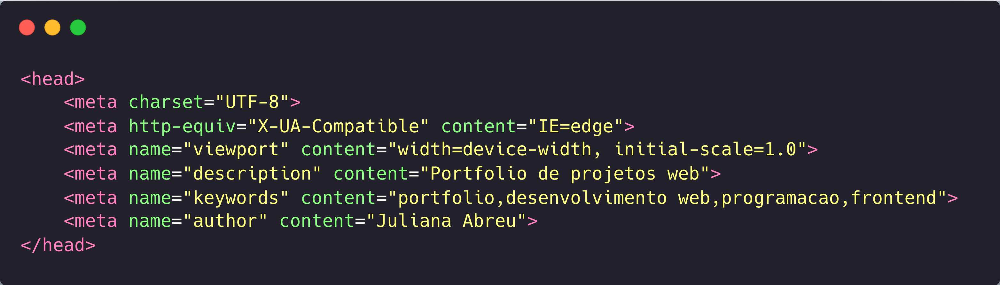 <head>
    <meta charset="UTF-8">
    <meta http-equiv="X-UA-Compatible" content="IE=edge">
    <meta name="viewport" content="width=device-width, initial-scale=1.0">
    <meta name="description" content="Portfolio de projetos web">
    <meta name="keywords" content="portfolio,desenvolvimento web,programacao,frontend">
    <meta name="author" content="Juliana Abreu">
</head>